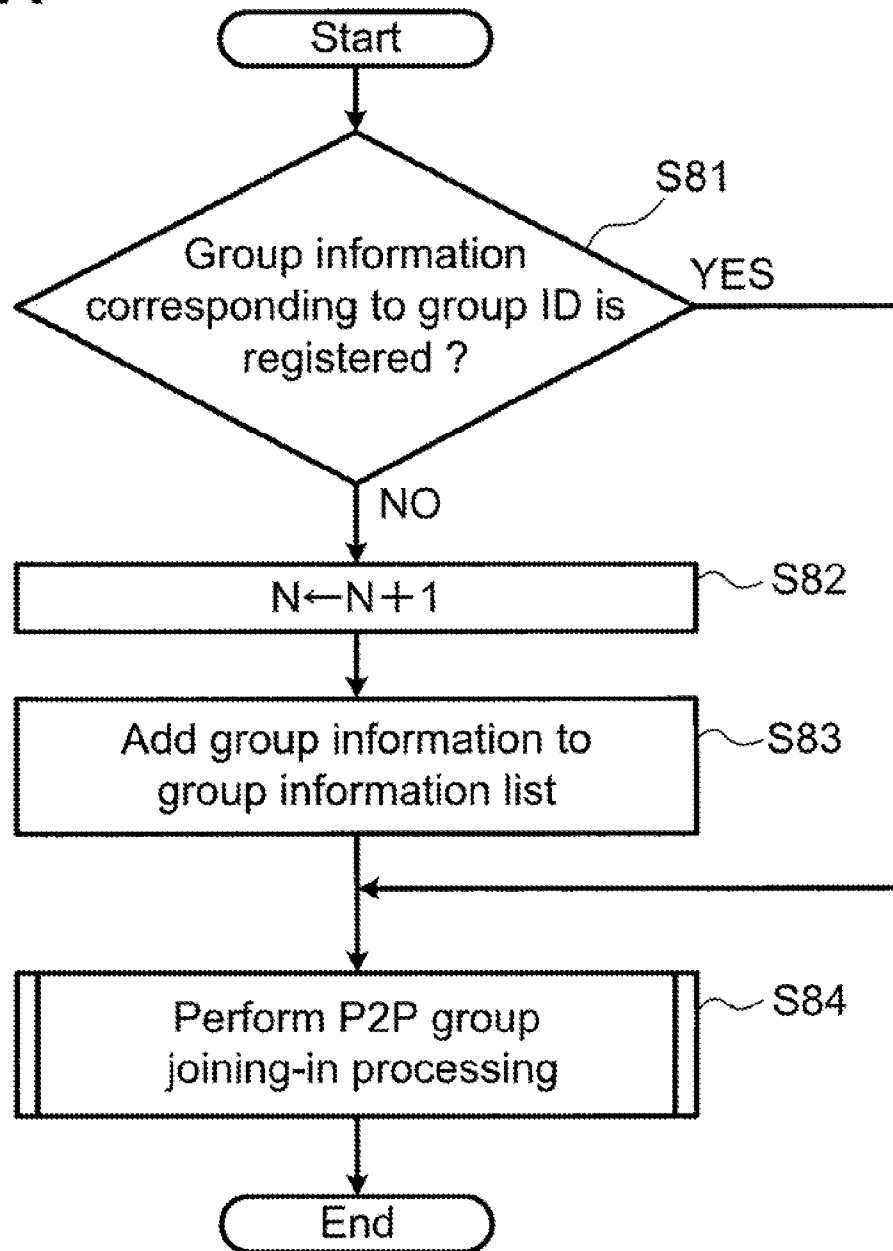 Start
S81
Group information
corresponding to group ID is
registered ?
YES
NO
N←N+1
S82
Add group information to
group information list
S83
Perform P2P group
joining-in processing
S84
End